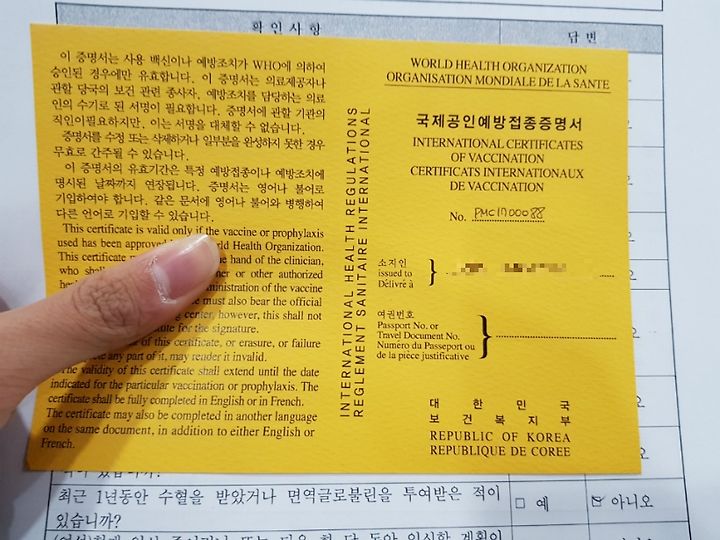 확인사항
답변
이 증명서는 사용 백신이나 예방조치가 WHO에 의하여
승인된 경우에만 유효합니다. 이 증명서는 의료제공자나
관할 당국의 보건 관련 종사자, 예방조치를 담당하는 의료
인의 수기로 된 서명이 필요합니다. 증명서에 관할 기관의
직인이필요하지만, 이는 서명을 대체할 수 없습니다.
증명서를 수정 또는 삭제하거나 일부분을 완성하지 못한 경우
무효로 간주될 수 있습니다.
이 증명서의 유효기간은 특정 예방접종이나 예방조치에
명시된 날짜까지 연장됩니다. 증명서는 영어나 불어로
기입하여야 합니다. 같은 문서에 영어나 불어와 병행하여
다른 언어로 기입할 수 있습니다.
This certificate is valid only if the vaccine or prophylaxis
used has been approved World Health Organization.
This certificate hand of the clinician,
who or other authorized
administration of the vaccine
must also bear the official
center, however, this shall not
for the signature.
of this certificate, or erasure, or failure
any part of it, may render it invalid.
The validity of this certificate shall extend until the date
indicated for the particular vaccination or prophylaxis. The
certificate shall be fully completed in English or in French.
The certificate may also be completed in another language
on the same document, in addition to either English or
French.
INTERNATIONAL HEALTH REGULATIONS
REGLEMENT SANITAIRE INTERNATIONAL
WORLD HEALTH ORGANIZATION
ORGANISATION MONDIALE DE LA SANTE
국제공인예방접종증명서
INTERNATIONAL CERTIFICATES
OF VACCINATION
CERTIFICATS INTERNATIONAUX
DE VACCINATION
No.
소지인
issued to
Délivré à
여권번호
Passport No. or
Travel Document No.
Numéro du Passeport ou
de la pièce justificative
대한민국
보건복지부
REPUBLIC OF KOREA
REPUBLIQUE DE COREE
최근 1년동안 수혈을 받았거나 면역글로불린을 투여받은 적이
있습니까?
□ 예
아니오